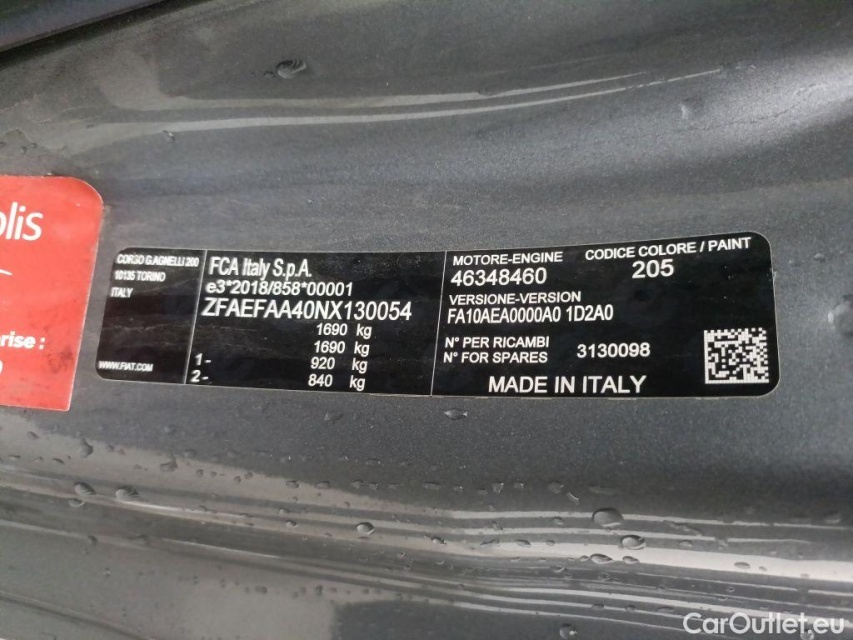 olis
rise :
CORSO G.AGNELLI 200
10135 TORINO
ITALY
WWW.FIAT.COM
FCA Italy S.p.A.
e3*2018/858*00001
ZFAEFAA40NX130054
1690 kg
1690 kg
1- 920 kg
2- 840 kg
MOTORE-ENGINE
46348460
CODICE COLORE / PAINT
205
VERSIONE-VERSION
FA10AEA0000A0 1D2A0
N° PER RICAMBI
N° FOR SPARES 3130098
MADE IN ITALY
CarOutlet.eu